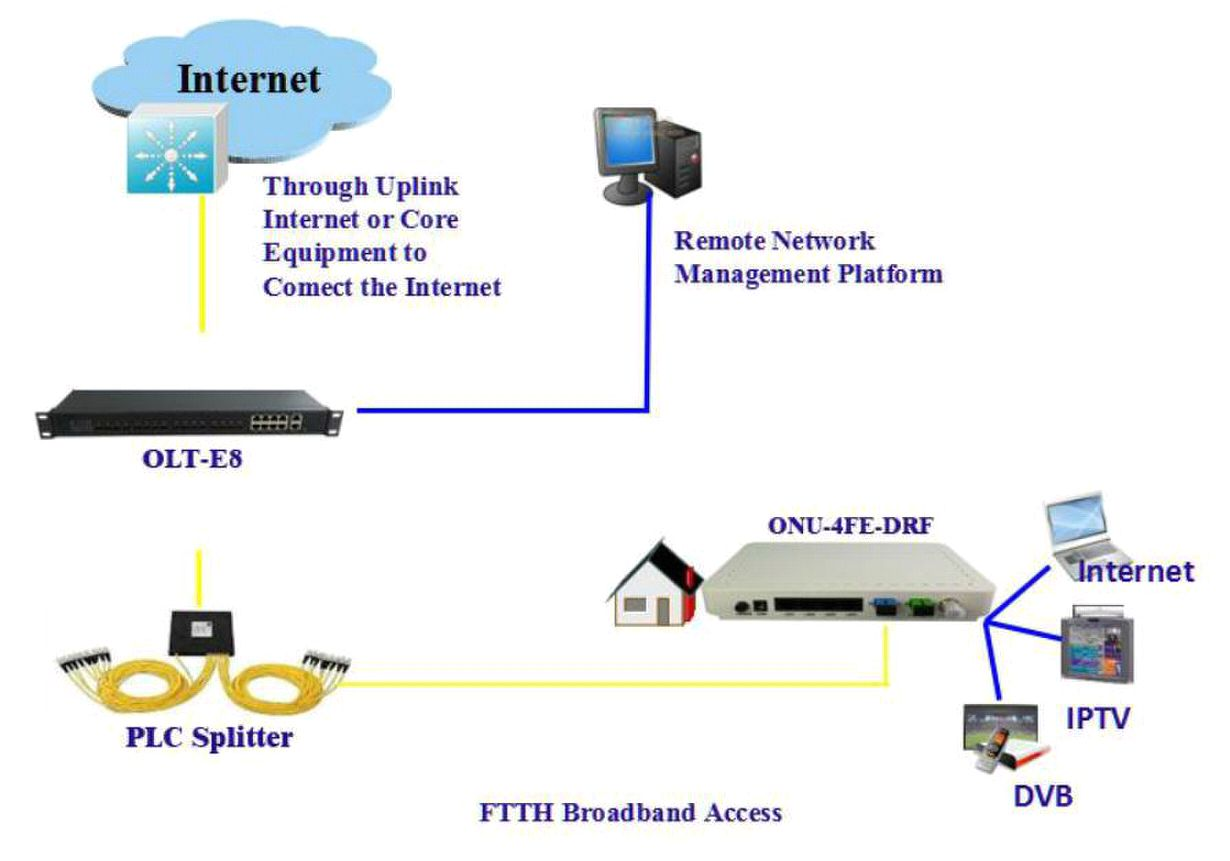 Internet
Through Uplink
Internet or Core
Equipment to
Comect the Internet
Remote Network
Management Platform
OLT-E8
ONU-4FE-DRF
Internet
IPTV
PLC Splitter
DVB
FTTH Broadband Access